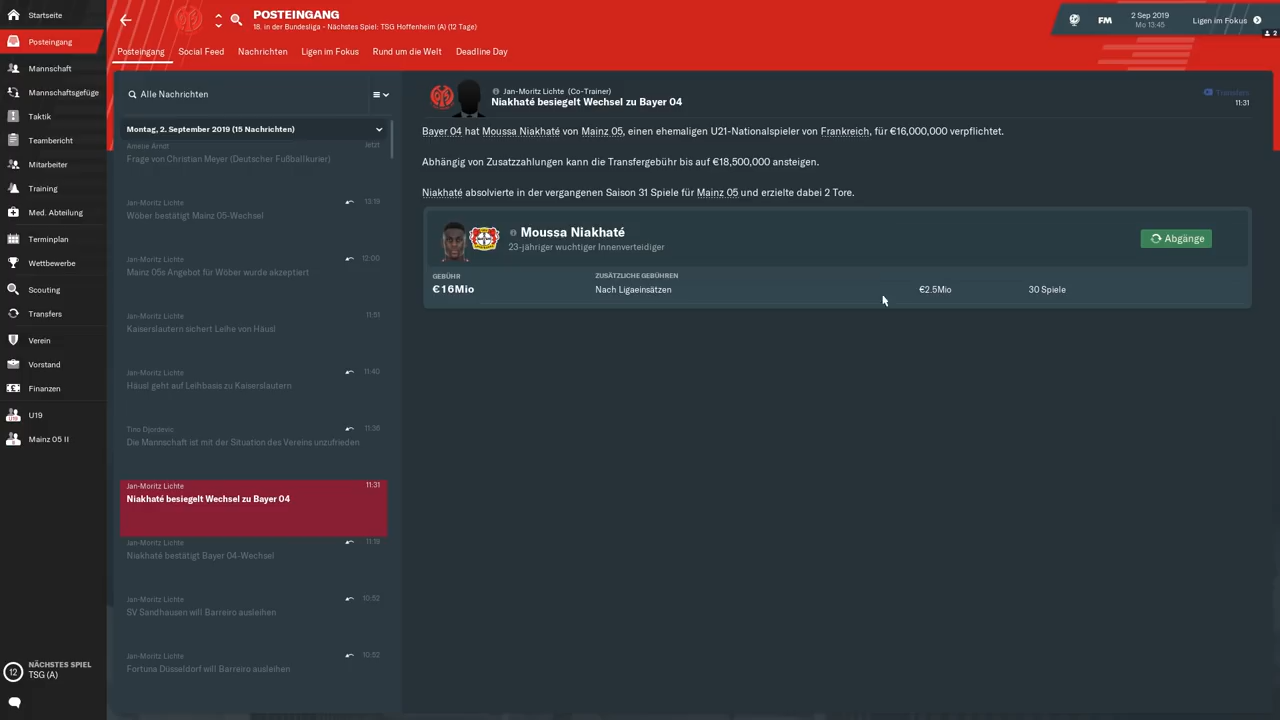 Startseite
Posteingang
Mannschaft
Mannschaftsgefüge
Taktik
Teambericht
Mitarbeiter
Training
Med. Abteilung
Terminplan
Wettbewerbe
Scouting
Transfers
Verein
Vorstand
Finanzen
U19
Mainz 05 II
12
NÄCHSTES SPIEL
TSG (A)
POSTEINGANG
18. in der Bundesliga - Nächstes Spiel: TSG Hoffenheim (A) (12 Tage)
FM
2 Sep 2019
Mo 13:45
Ligen im Fokus
2
Posteingang Social Feed Nachrichten Ligen im Fokus Rund um die Welt Deadline Day
Alle Nachrichten
Montag, 2. September 2019 (15 Nachrichten)
Amelie Arndt Jetzt
Frage von Christian Meyer (Deutscher Fußballkurier)
Jan-Moritz Lichte 13:19
Wöber bestätigt Mainz 05-Wechsel
Jan-Moritz Lichte 12:00
Mainz 05s Angebot für Wöber wurde akzeptiert
Jan-Moritz Lichte 11:51
Kaiserslautern sichert Leihe von Häusl
Jan-Moritz Lichte 11:40
Häusl geht auf Leihbasis zu Kaiserslautern
Tino Djordevic 11:36
Die Mannschaft ist mit der Situation des Vereins unzufrieden
Jan-Moritz Lichte 11:31
Niakhaté besiegelt Wechsel zu Bayer 04
Jan-Moritz Lichte 11:19
Niakhaté bestätigt Bayer 04-Wechsel
Jan-Moritz Lichte 10:52
SV Sandhausen will Barreiro ausleihen
Jan-Moritz Lichte 10:52
Fortuna Düsseldorf will Barreiro ausleihen
Jan-Moritz Lichte (Co-Trainer)
Niakhaté besiegelt Wechsel zu Bayer 04
Transfers
11:31
Bayer 04 hat Moussa Niakhaté von Mainz 05, einen ehemaligen U21-Nationalspieler von Frankreich, für €16,000,000 verpflichtet.
Abhängig von Zusatzzahlungen kann die Transfergebühr bis auf €18,500,000 ansteigen.
Niakhaté absolvierte in der vergangenen Saison 31 Spiele für Mainz 05 und erzielte dabei 2 Tore.
Moussa Niakhaté
23-jähriger wuchtiger Innenverteidiger
Abgänge
GEBÜHR ZUSÄTZLICHE GEBÜHREN
€16Mio Nach Ligaeinsätzen €2.5Mio 30 Spiele